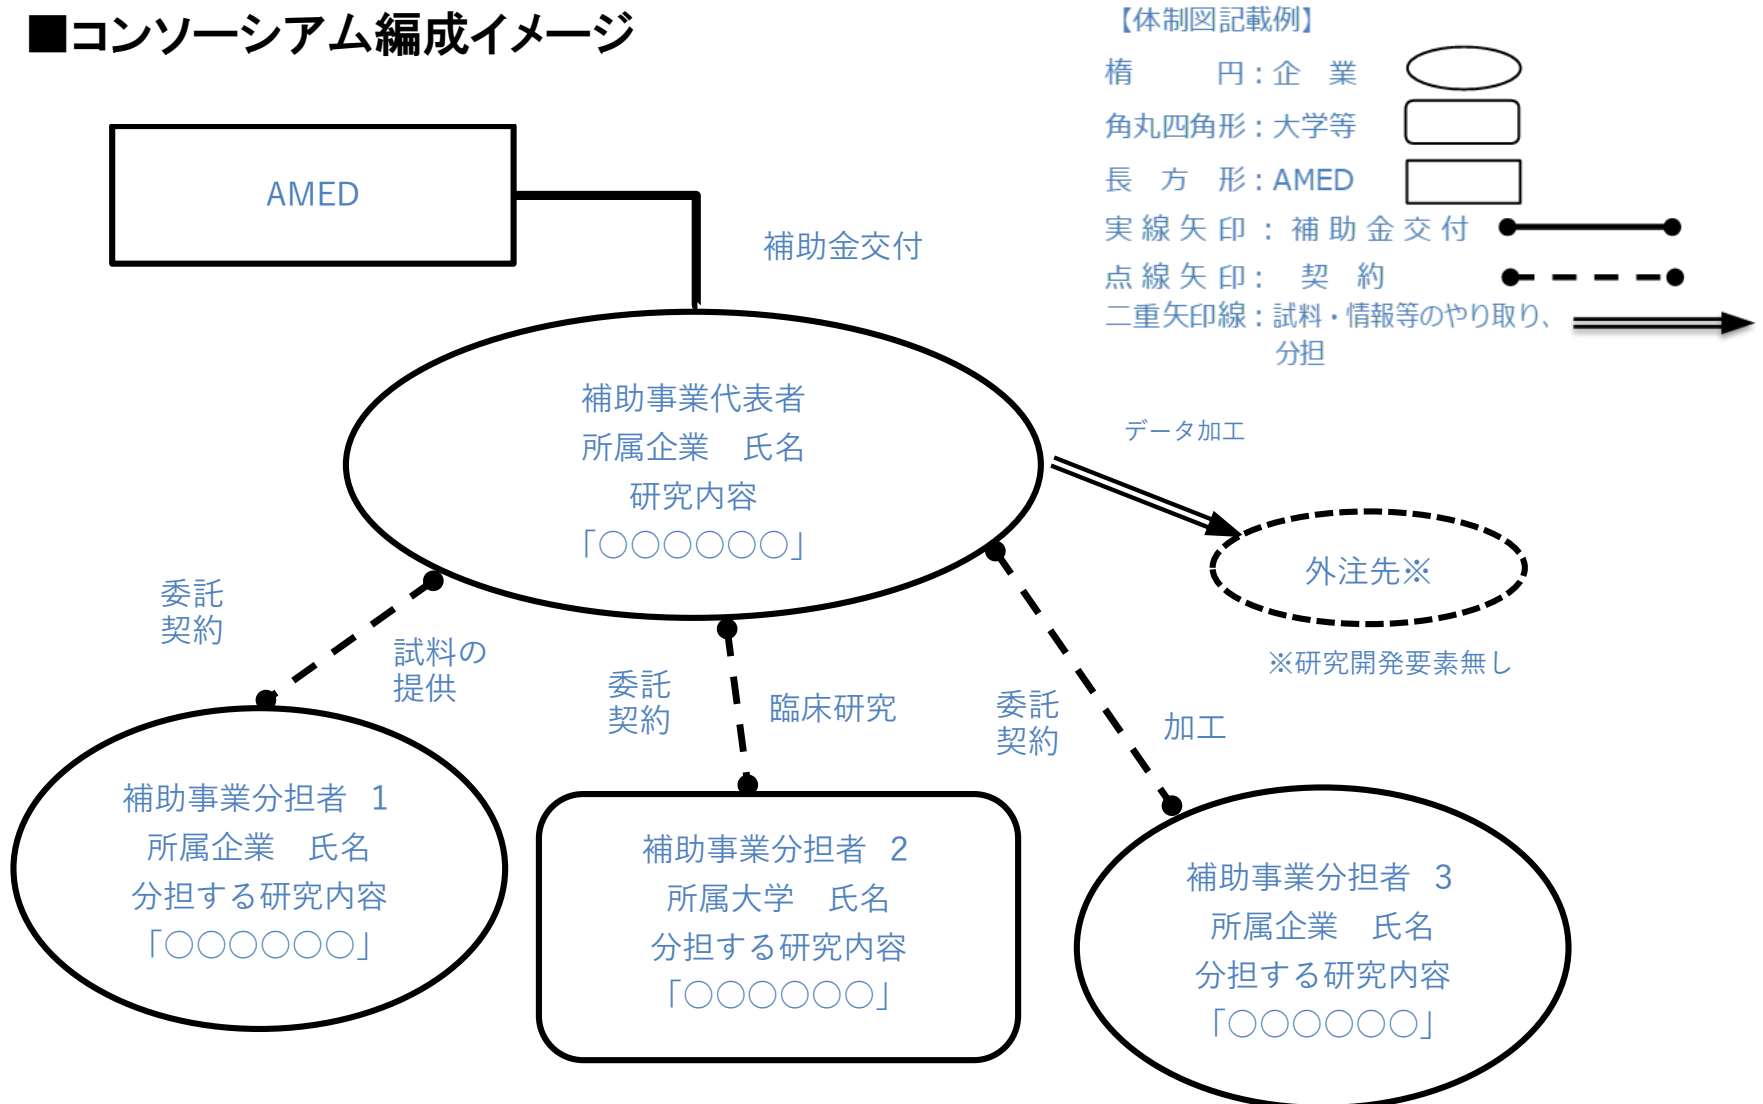 ■コンソーシアム編成イメージ
【体制図記載例】
楕　　　円：企　業
角丸四角形：大学等
長　方　形：AMED
実線矢印：補助金交付
点線矢印：　契　約
二重矢印線：試料・情報等のやり取り、
分担
AMED
補助金交付
補助事業代表者
所属企業　氏名
研究内容
「〇〇〇〇〇〇」
データ加工
外注先※
※研究開発要素無し
委託
契約
試料の
提供
委託
契約
臨床研究
委託
契約
加工
補助事業分担者 1
所属企業　氏名
分担する研究内容
「〇〇〇〇〇〇」
補助事業分担者 2
所属大学　氏名
分担する研究内容
「〇〇〇〇〇〇」
補助事業分担者 3
所属企業　氏名
分担する研究内容
「〇〇〇〇〇〇」